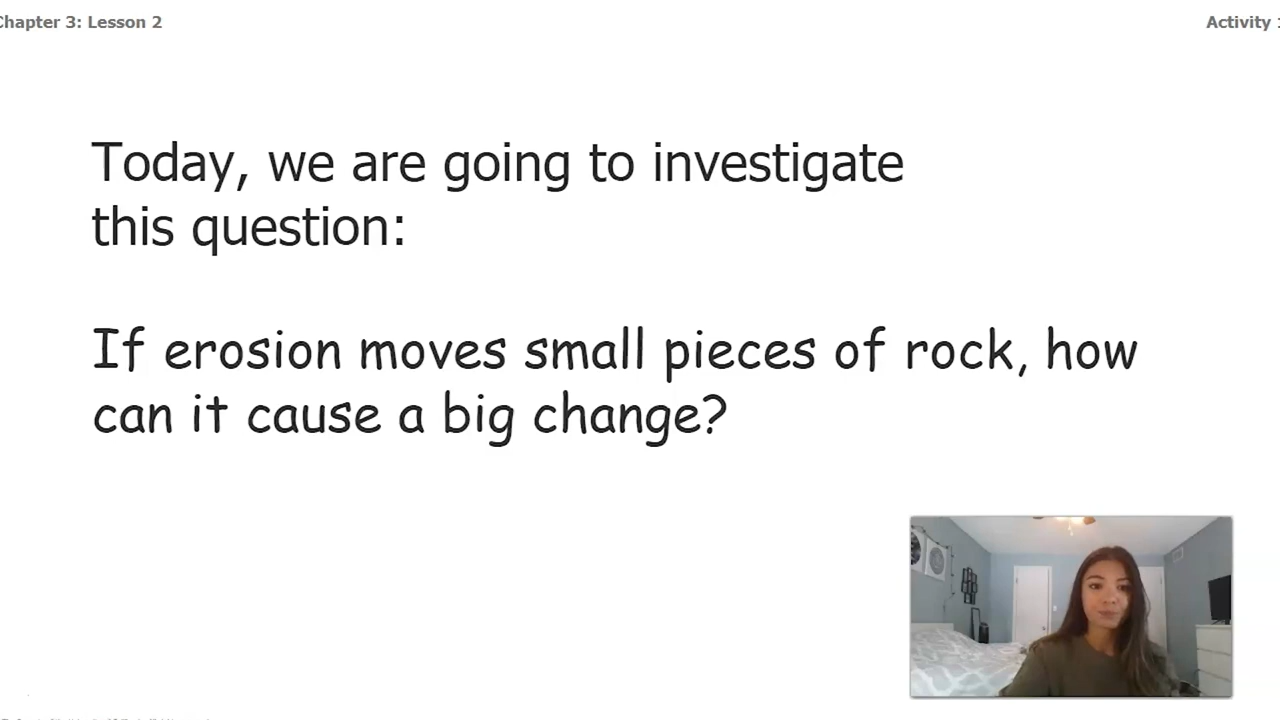 Chapter 3: Lesson 2
Activity
Today, we are going to investigate
this question:
If erosion moves small pieces of rock, how
can it cause a big change?